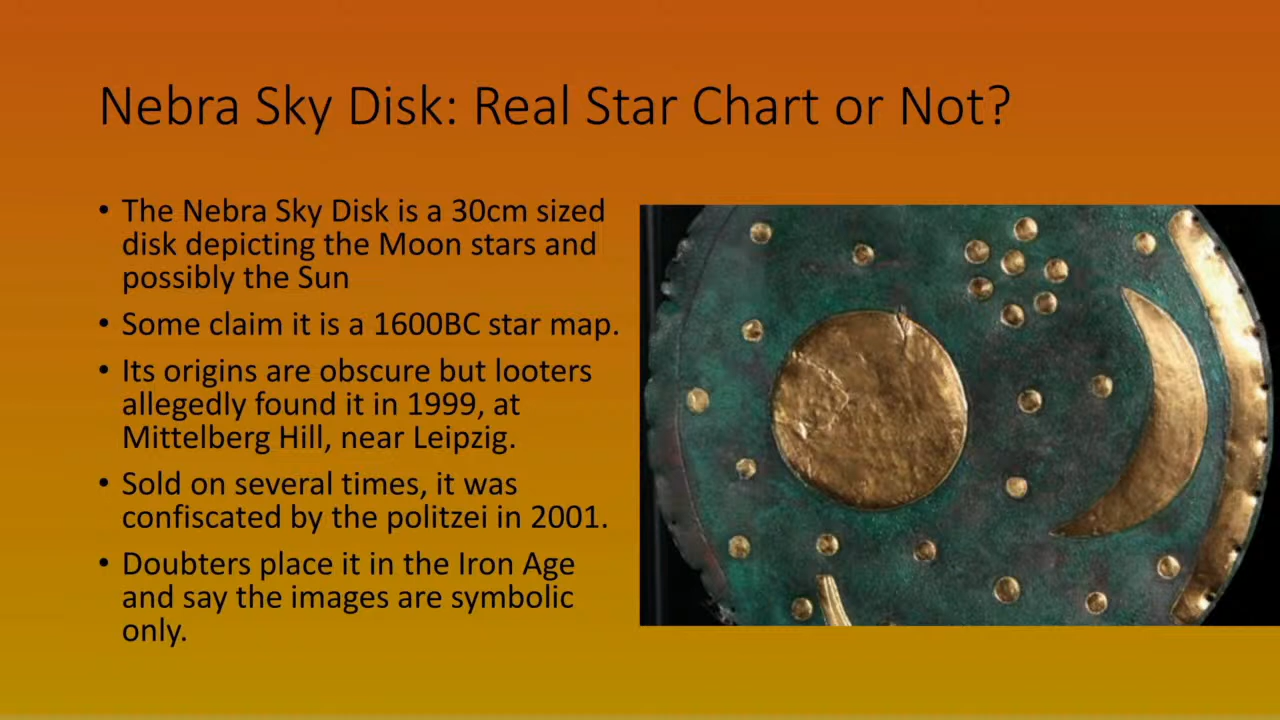 Nebra Sky Disk: Real Star Chart or Not?
• The Nebra Sky Disk is a 30cm sized
disk depicting the Moon stars and
possibly the Sun
• Some claim it is a 1600BC star map.
• Its origins are obscure but looters
allegedly found it in 1999, at
Mittelberg Hill, near Leipzig.
• Sold on several times, it was
confiscated by the politzei in 2001.
• Doubters place it in the Iron Age
and say the images are symbolic
only.